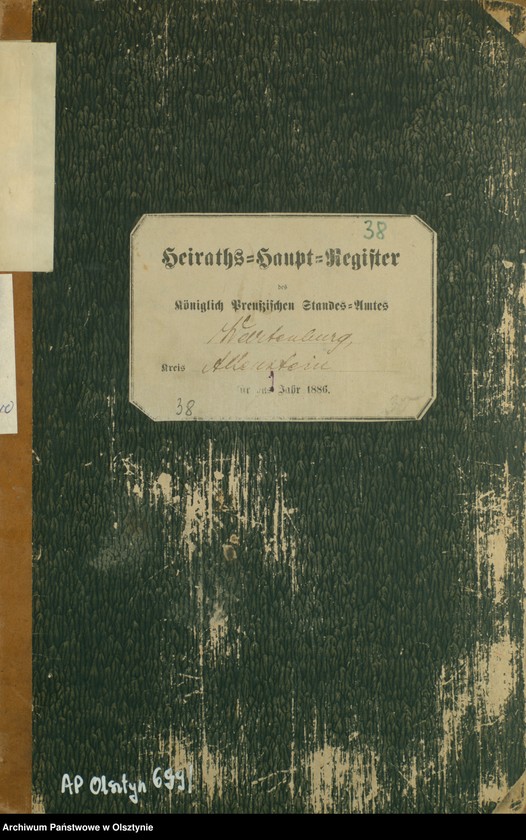 38
Heiraths-Haupt-Register
des
Königlich Preußischen Standes-Amtes
Wartenburg,
Kreis Allenstein
für das Jahr 1886.
38
AP Olsztyn
Archiwum Państwowe w Olsztynie